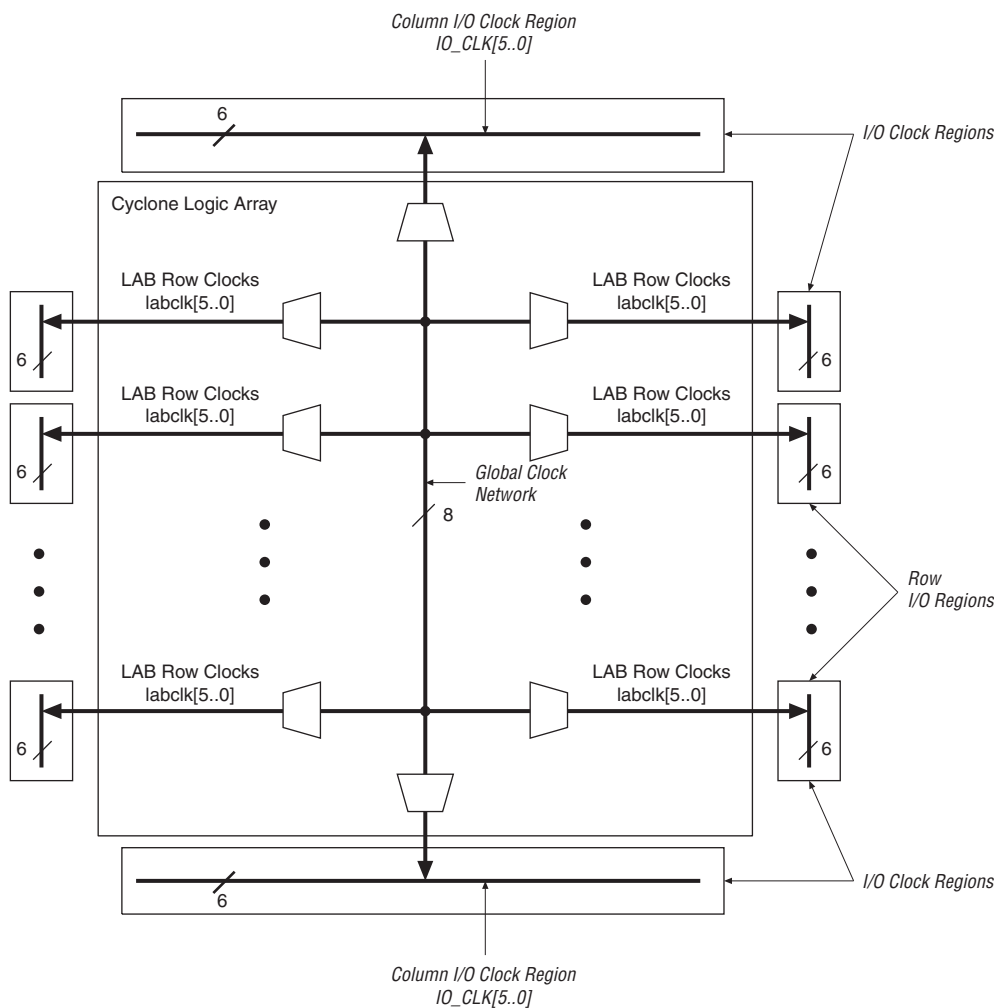 Column I/O Clock Region
IO_CLK[5..0]
6
I/O Clock Regions
Cyclone Logic Array
LAB Row Clocks
labclk[5..0]
LAB Row Clocks
labclk[5..0]
6
6
LAB Row Clocks
labclk[5..0]
LAB Row Clocks
labclk[5..0]
6
6
Global Clock
Network
8
Row
I/O Regions
LAB Row Clocks
labclk[5..0]
LAB Row Clocks
labclk[5..0]
6
6
6
I/O Clock Regions
Column I/O Clock Region
IO_CLK[5..0]